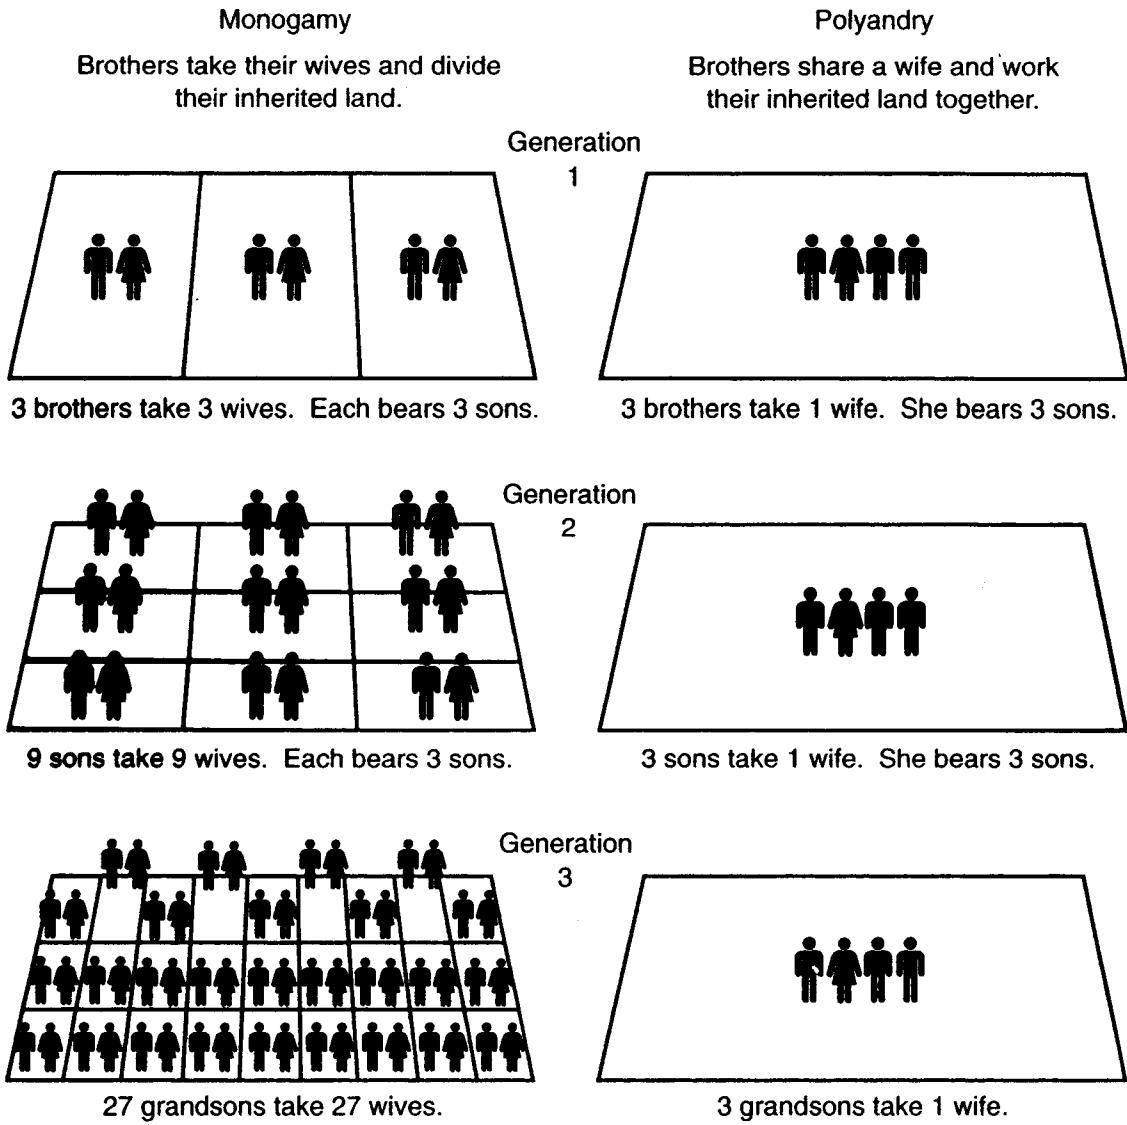 Monogamy
Brothers take their wives and divide
their inherited land.
Polyandry
Brothers share a wife and work
their inherited land together.
Generation
1
3 brothers take 3 wives. Each bears 3 sons.
3 brothers take 1 wife. She bears 3 sons.
Generation
2
9 sons take 9 wives. Each bears 3 sons.
3 sons take 1 wife. She bears 3 sons.
Generation
3
27 grandsons take 27 wives.
3 grandsons take 1 wife.